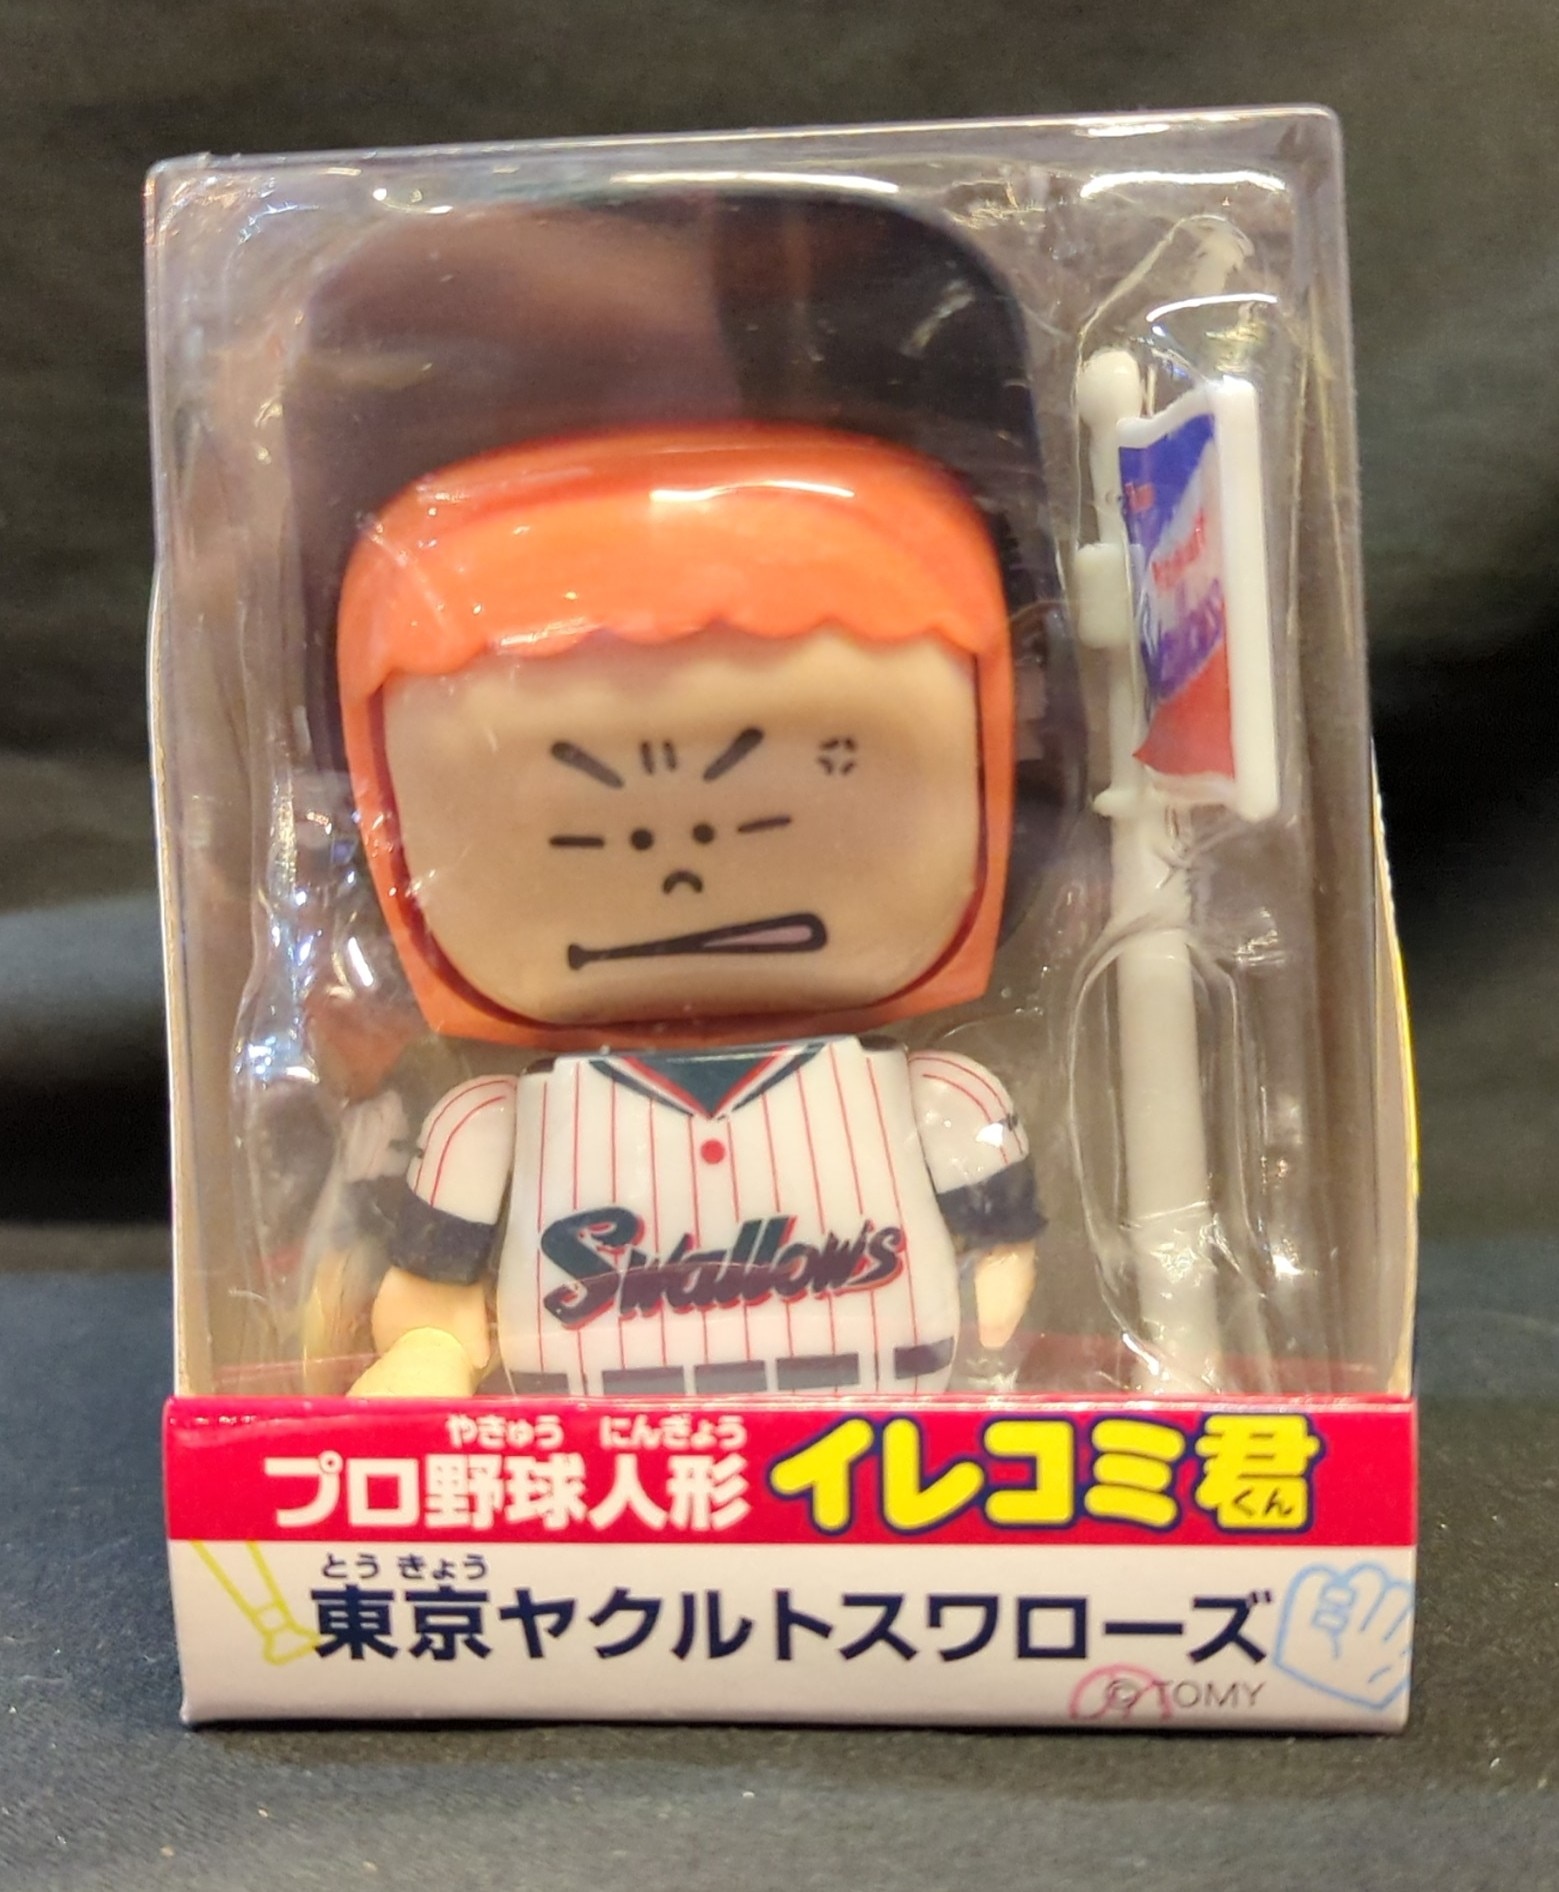 Yakult
Swallows
Swallows
やきゅう にんぎょう
プロ野球人形 イレコミ君
くん
とうきょう
東京ヤクルトスワローズ
© TOMY